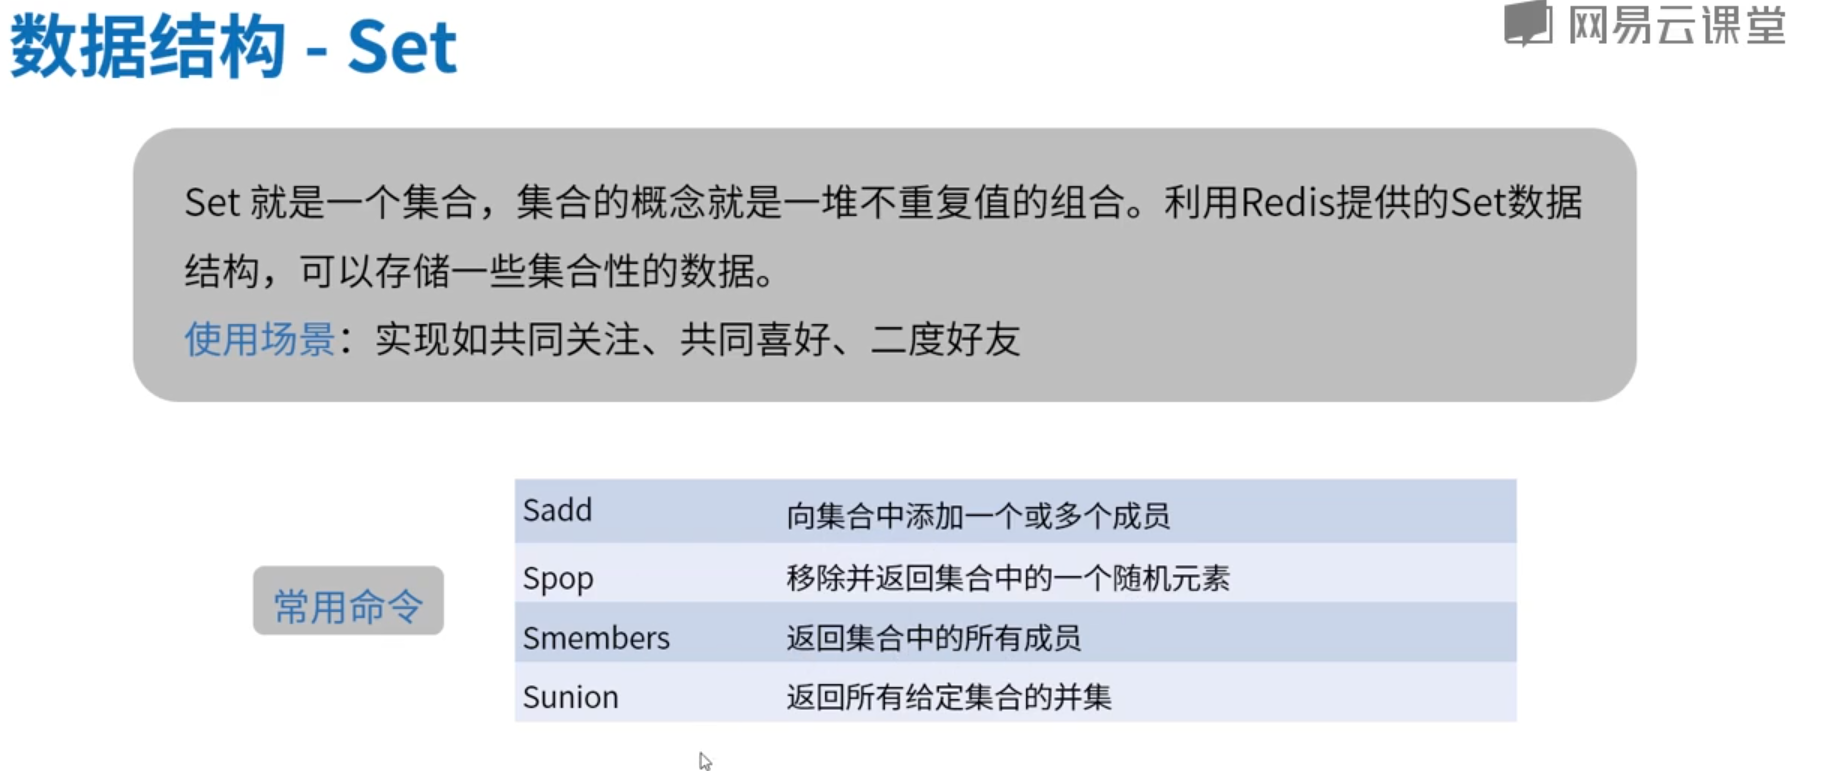 数据结构 - Set
网易云课堂
Set 就是一个集合，集合的概念就是一堆不重复值的组合。利用Redis提供的Set数据
结构，可以存储一些集合性的数据。
使用场景：实现如共同关注、共同喜好、二度好友
常用命令
Sadd 向集合中添加一个或多个成员
Spop 移除并返回集合中的一个随机元素
Smembers 返回集合中的所有成员
Sunion 返回所有给定集合的并集